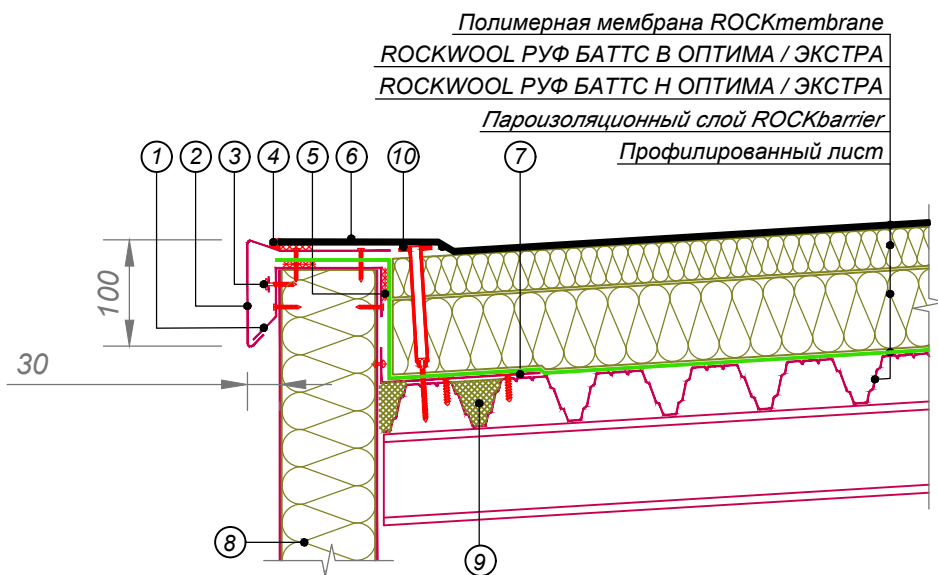 Полимерная мембрана ROCKmembrane
ROCKWOOL РУФ БАТТС В ОПТИМА / ЭКСТРА
ROCKWOOL РУФ БАТТС Н ОПТИМА / ЭКСТРА
Пароизоляционный слой ROCKbarrier
Профилированный лист
1 2 3 4 5 6 10 7
100
30
8
9